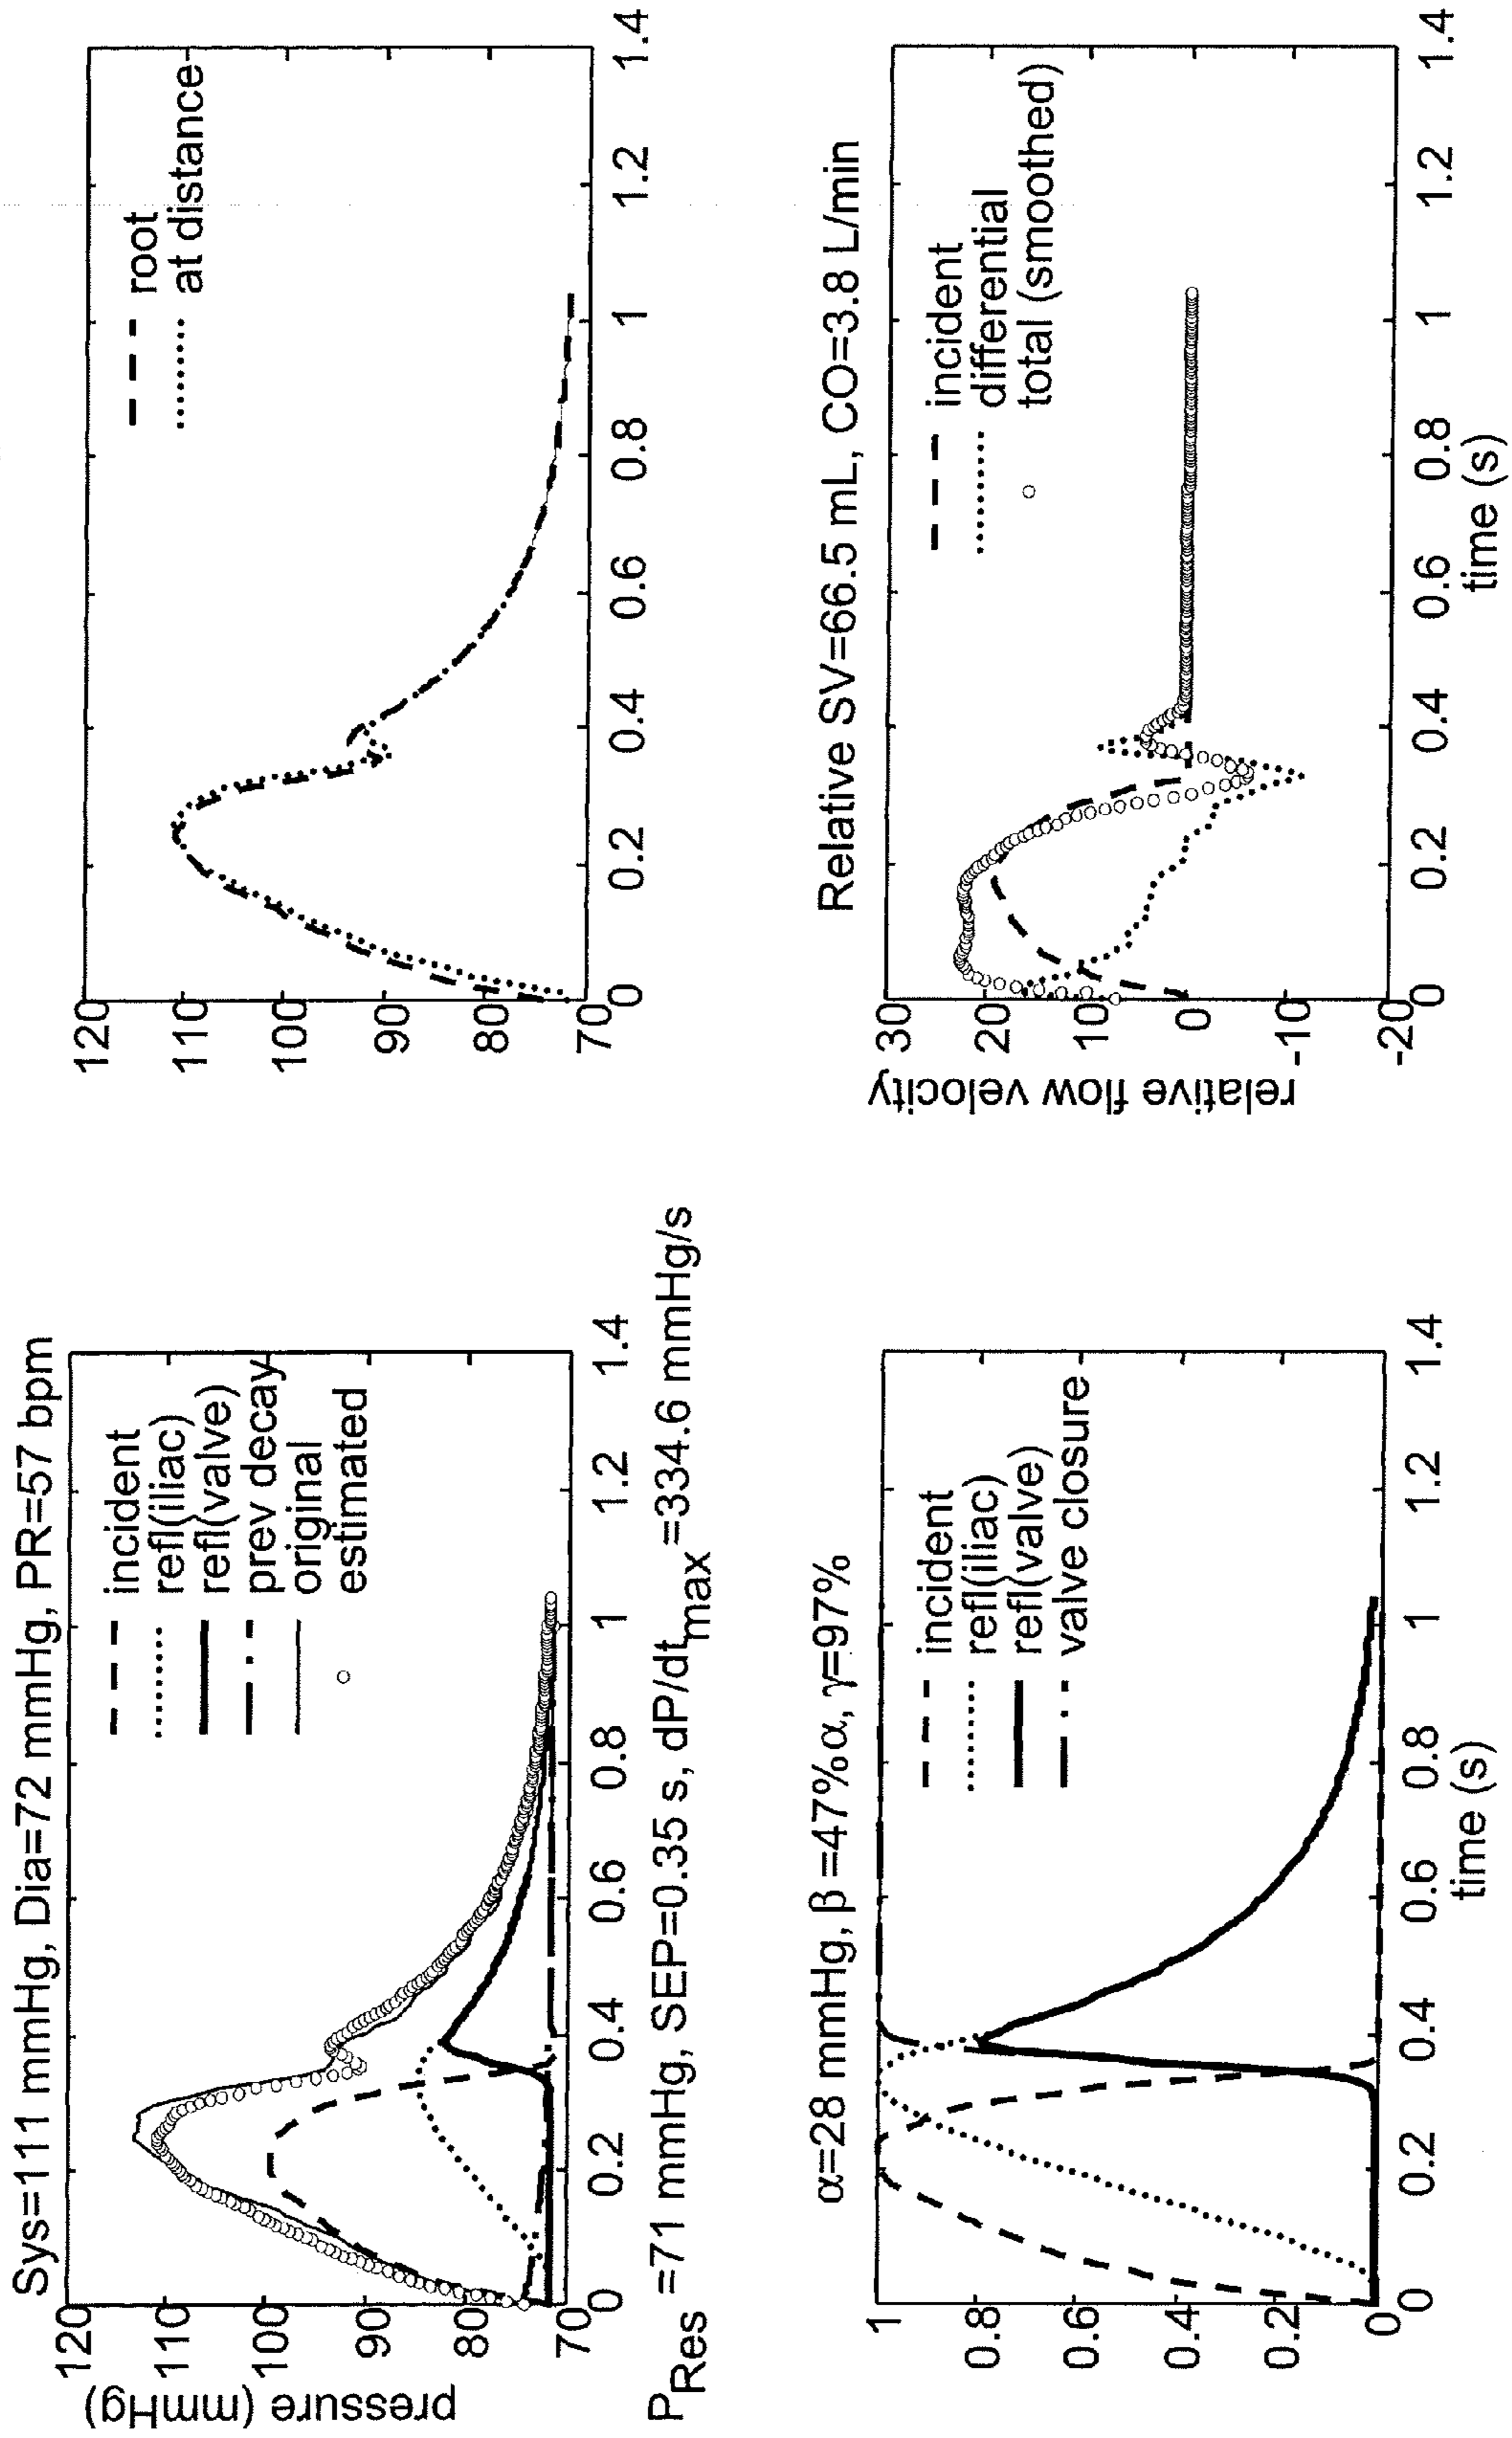 Sys=111 mmHg, Dia=72 mmHg, PR=57 bpm
pressure (mmHg)
120
110
100
90
80
70
0 0.2 0.4 0.6 0.8 1 1.2 1.4
incident
refl(iliac)
refl(valve)
prev decay
original
estimated
120
110
100
90
80
70
0 0.2 0.4 0.6 0.8 1 1.2 1.4
root
at distance
PRes =71 mmHg, SEP=0.35 s, dP/dtmax=334.6 mmHg/s
α=28 mmHg, β =47%α, γ=97%
1
0.8
0.6
0.4
0.2
0
0 0.2 0.4 0.6 0.8 1 1.2 1.4
time (s)
incident
refl(iliac)
refl(valve)
valve closure
Relative SV=66.5 mL, CO=3.8 L/min
relative flow velocity
30
20
10
0
-10
-20
0 0.2 0.4 0.6 0.8 1 1.2 1.4
time (s)
incident
differential
total (smoothed)